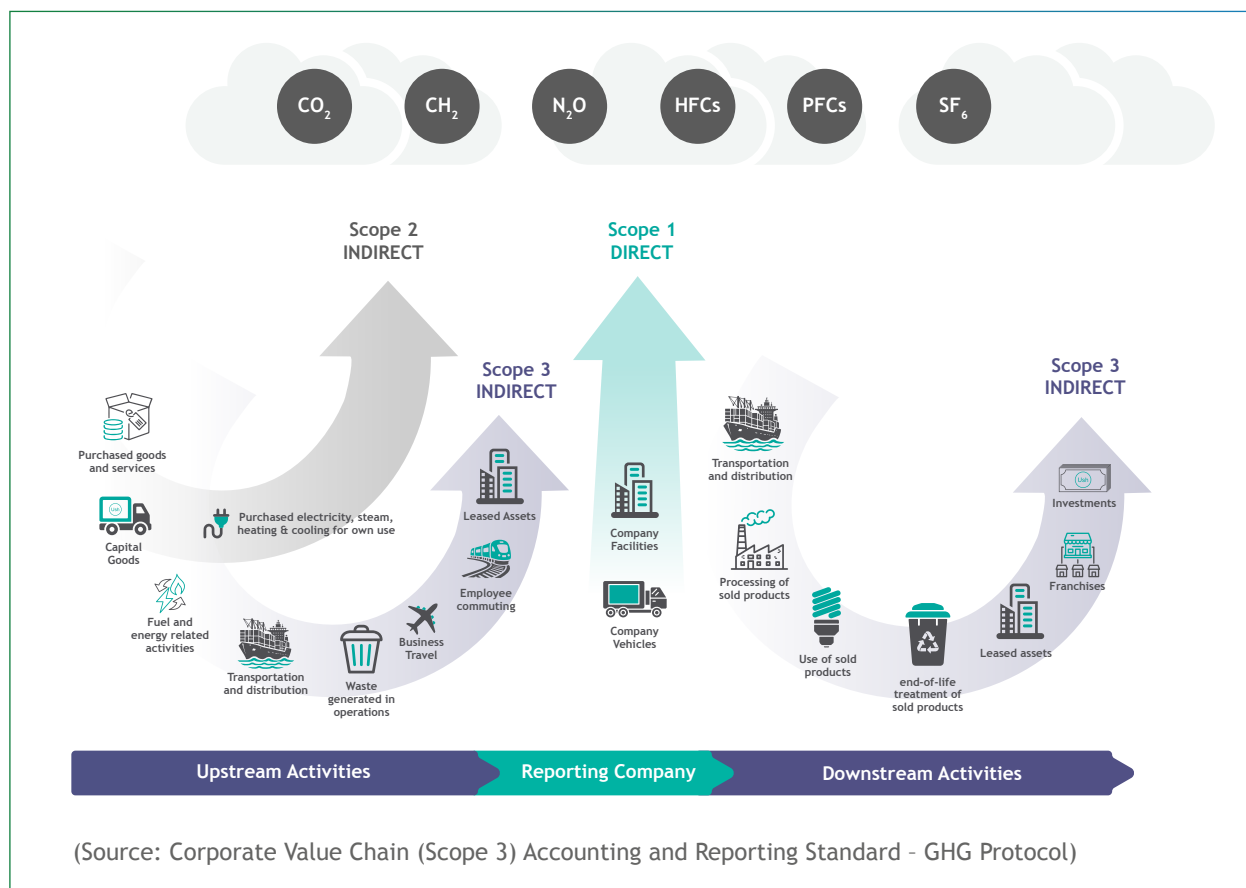 CO₂
CH₂
N₂O
HFCs
PFCs
SF₆
Scope 2
INDIRECT
Scope 1
DIRECT
Scope 3
INDIRECT
Scope 3
INDIRECT
Purchased goods
and services
Capital
Goods
Fuel and
energy related
activities
Purchased electricity, steam,
heating & cooling for own use
Transportation
and distribution
Waste
generated in
operations
Business
Travel
Employee
commuting
Leased Assets
Company
Facilities
Company
Vehicles
Transportation
and distribution
Processing of
sold products
Use of sold
products
end-of-life
treatment of
sold products
Leased assets
Franchises
Investments
Upstream Activities
Reporting Company
Downstream Activities
(Source: Corporate Value Chain (Scope 3) Accounting and Reporting Standard - GHG Protocol)